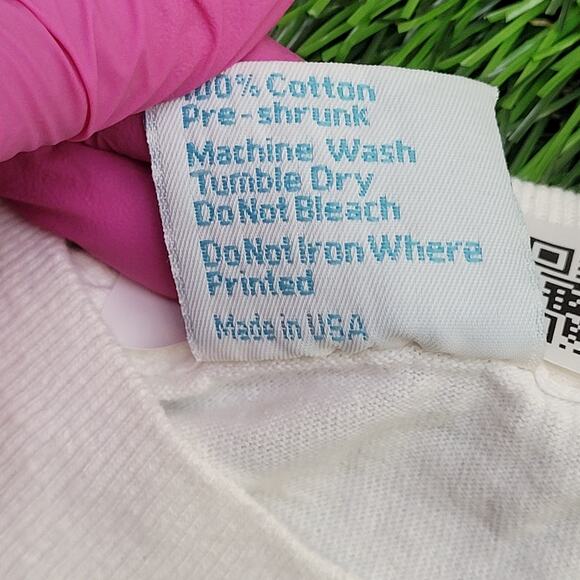 00% Cotton
Pre-shrunk
Machine Wash
Tumble Dry
Do Not Bleach
Do Not Iron Where
Printed
Made in USA